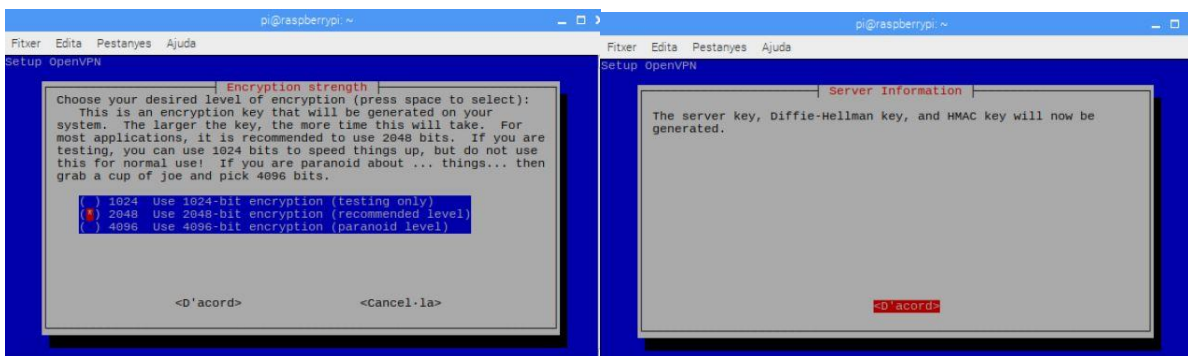 pi@raspberrypi: ~
Fitxer Edita Pestanyes Ajuda
Setup OpenVPN
Encryption strength
Choose your desired level of encryption (press space to select):
This is an encryption key that will be generated on your
system. The larger the key, the more time this will take. For
most applications, it is recommended to use 2048 bits. If you are
testing, you can use 1024 bits to speed things up, but do not use
this for normal use! If you are paranoid about ... things... then
grab a cup of joe and pick 4096 bits.
( ) 1024 Use 1024-bit encryption (testing only)
(*) 2048 Use 2048-bit encryption (recommended level)
( ) 4096 Use 4096-bit encryption (paranoid level)
<D'acord> <Cancel·la>
pi@raspberrypi: ~
Fitxer Edita Pestanyes Ajuda
Setup OpenVPN
Server Information
The server key, Diffie-Hellman key, and HMAC key will now be
generated.
<D'acord>